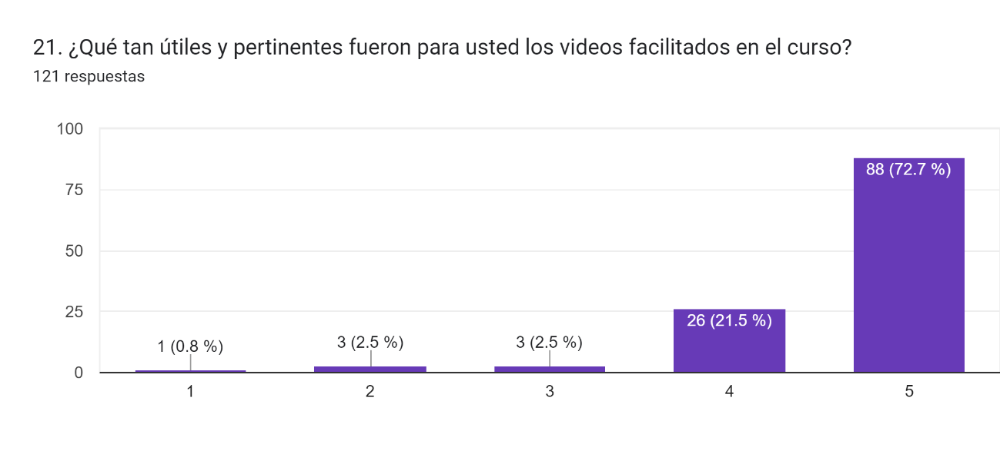 21. ¿Qué tan útiles y pertinentes fueron para usted los videos facilitados en el curso?
121 respuestas
100
75
50
25
0
1 (0.8 %)
3 (2.5 %)
3 (2.5 %)
26 (21.5 %)
88 (72.7 %)
1
2
3
4
5